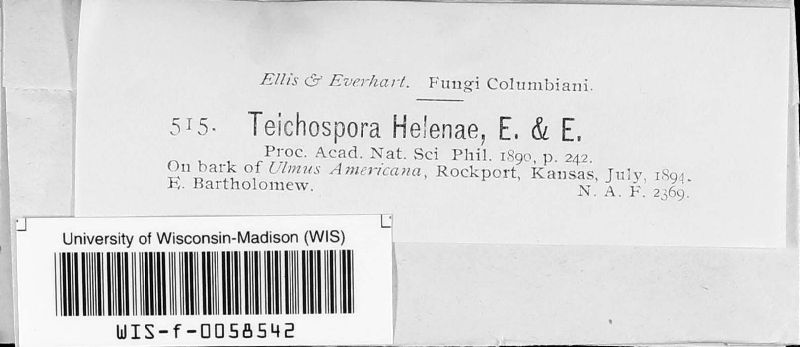 Ellis & Everhart. Fungi Columbiani.
515. Teichospora Helenae, E. & E.
Proc. Acad. Nat. Sci Phil. 1890, p. 242.
On bark of Ulmus Americana, Rockport, Kansas, July, 1894.
E. Bartholomew. N. A. F. 2369.
University of Wisconsin-Madison (WIS)
WIS-f-0058542